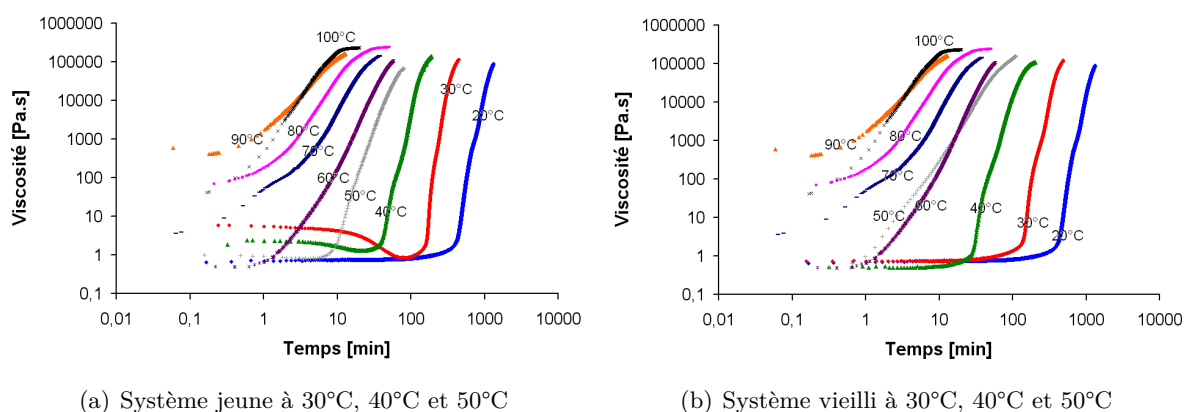 Viscosité [Pa.s]
1000000
100000
10000
1000
100
10
1
0,1
100°C
90°C
80°C
70°C
60°C
50°C
40°C
30°C
20°C
0,01 0,1 1 10 100 1000 10000
Temps [min]
(a) Système jeune à 30°C, 40°C et 50°C
Viscosité [Pa.s]
1000000
100000
10000
1000
100
10
1
0,1
100°C
90°C
80°C
70°C
50°C
60°C
40°C
30°C
20°C
0,01 0,1 1 10 100 1000 10000
Temps [min]
(b) Système vieilli à 30°C, 40°C et 50°C